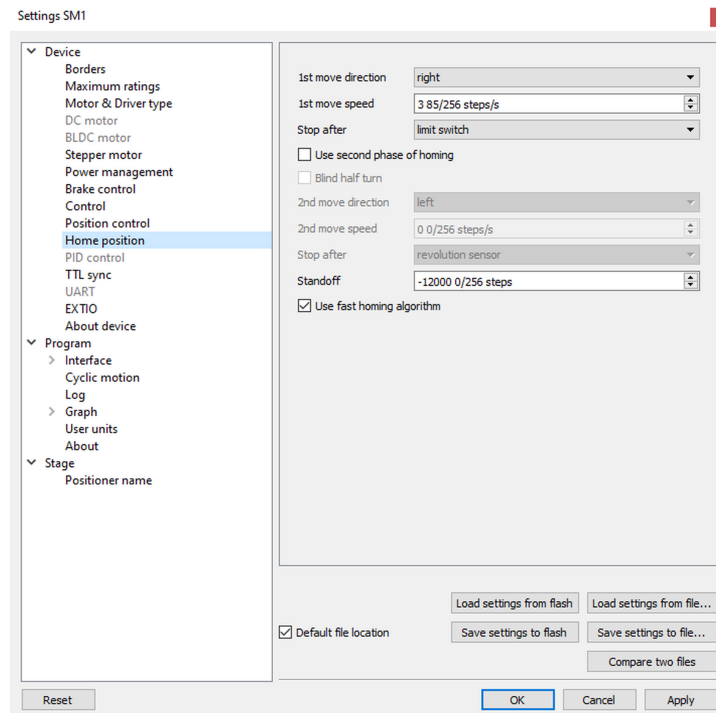 Settings SM1
Device
Borders
Maximum ratings
Motor & Driver type
DC motor
BLDC motor
Stepper motor
Power management
Brake control
Control
Position control
Home position
PID control
TTL sync
UART
EXTIO
About device
Program
Interface
Cyclic motion
Log
Graph
User units
About
Stage
Positioner name
1st move direction right
1st move speed 3 85/256 steps/s
Stop after limit switch
Use second phase of homing
Blind half turn
2nd move direction left
2nd move speed 0 0/256 steps/s
Stop after revolution sensor
Standoff -12000 0/256 steps
Use fast homing algorithm
Load settings from flash Load settings from file...
Default file location Save settings to flash Save settings to file...
Compare two files
Reset OK Cancel Apply